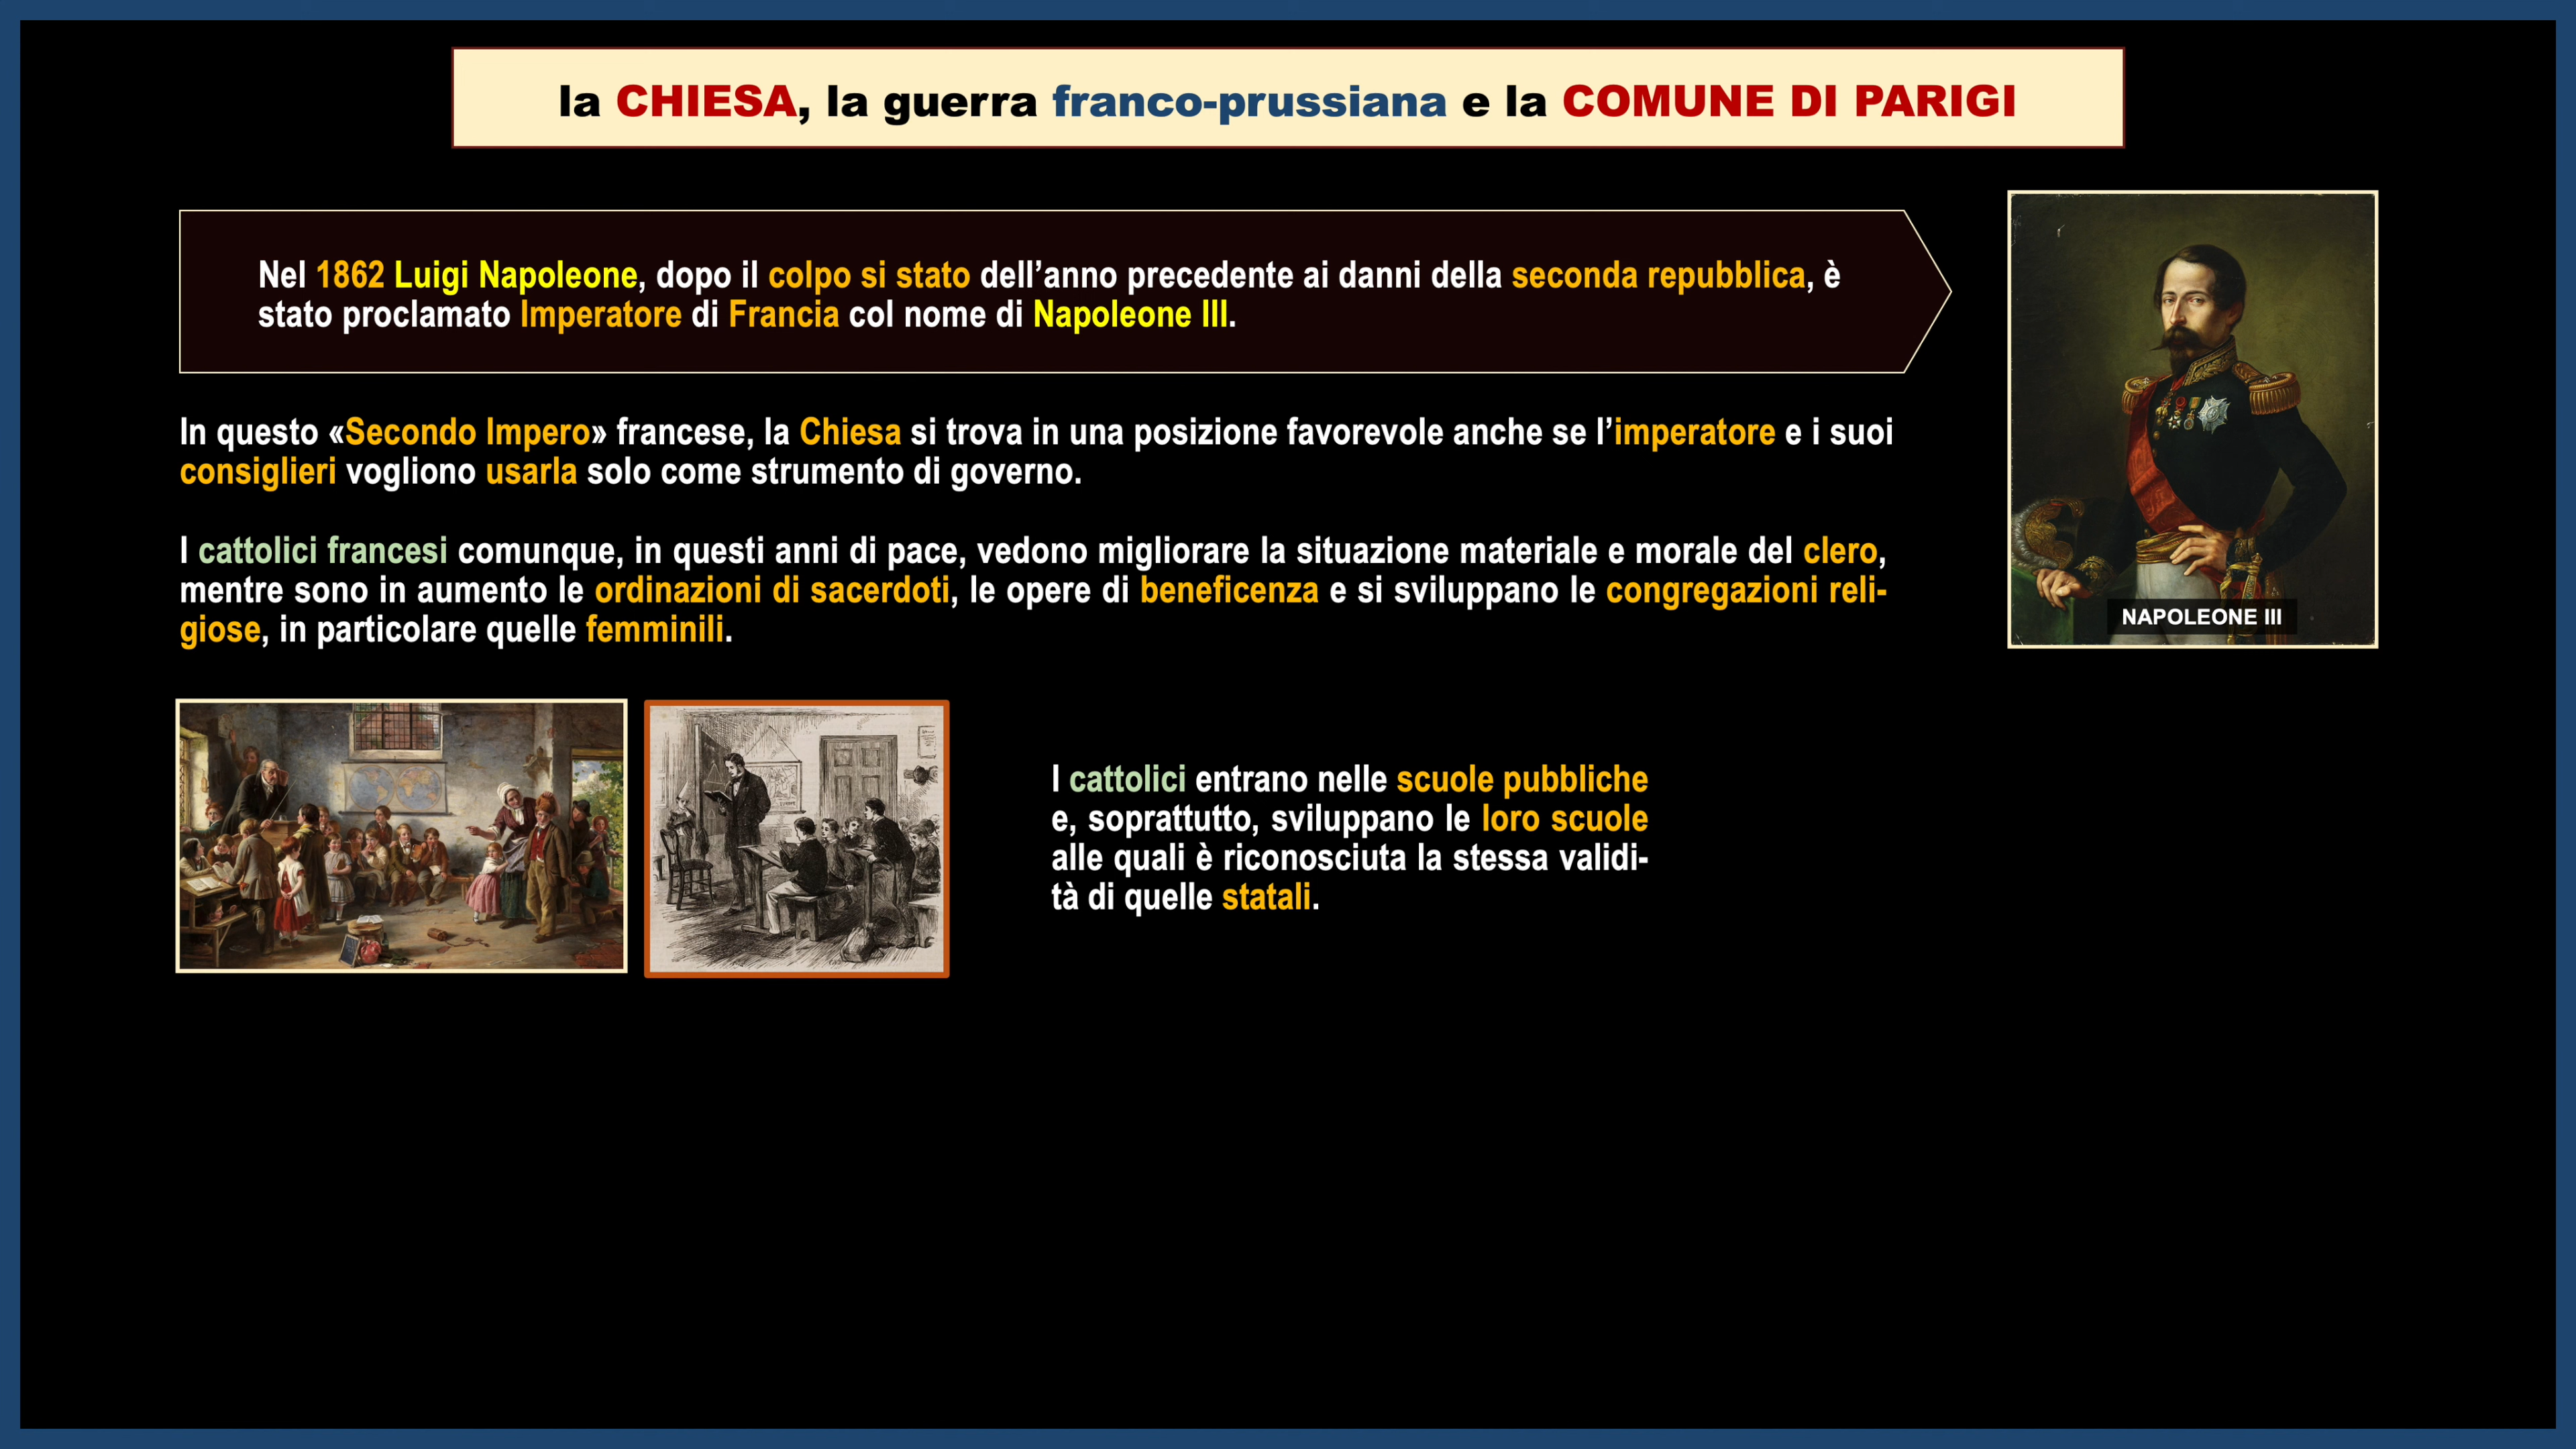 la CHIESA, la guerra franco-prussiana e la COMUNE DI PARIGI
Nel 1862 Luigi Napoleone, dopo il colpo si stato dell’anno precedente ai danni della seconda repubblica, è
stato proclamato Imperatore di Francia col nome di Napoleone III.
In questo «Secondo Impero» francese, la Chiesa si trova in una posizione favorevole anche se l’imperatore e i suoi
consiglieri vogliono usarla solo come strumento di governo.
I cattolici francesi comunque, in questi anni di pace, vedono migliorare la situazione materiale e morale del clero,
mentre sono in aumento le ordinazioni di sacerdoti, le opere di beneficenza e si sviluppano le congregazioni reli-
giose, in particolare quelle femminili.
NAPOLEONE III
I cattolici entrano nelle scuole pubbliche
e, soprattutto, sviluppano le loro scuole
alle quali è riconosciuta la stessa validi-
tà di quelle statali.